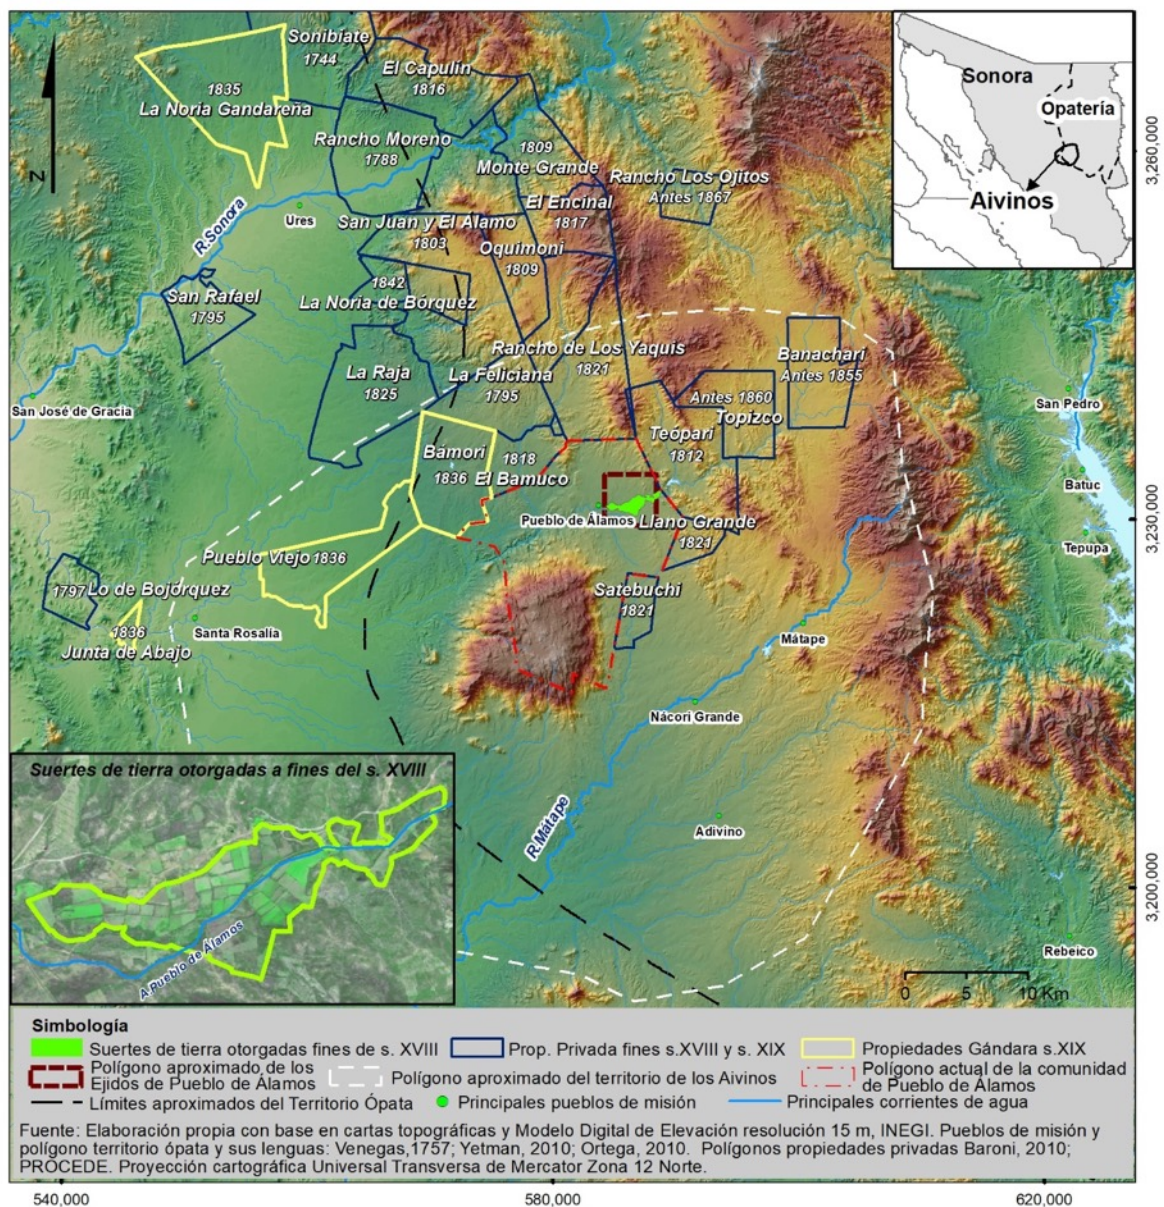 Sonibiate
1744
El Capulín
1816
1835
La Noria Gandareña
Rancho Moreno
1788
1809
Monte Grande
Rancho Los Ojitos
Antes 1867
El Encinal
1817
San Juan y El Álamo
1803
Oquimoni
1809
N
R.Sonora
Ures
San Rafael
1795
1842
La Noria de Bórquez
Rancho de Los Yaquis
1821
La Raja
1825
La Feliciana
1795
Banachari
Antes 1855
Antes 1860
Topizco
Teópari
1812
San José de Gracia
San Pedro
Batuc
Tepupa
Bámori
1836
1818
El Bamuco
Pueblo de Álamos
Llano Grande
1821
Pueblo Viejo 1836
Satebuchi
1821
1797 Lo de Bojórquez
1836
Junta de Abajo
Santa Rosalía
Mátape
Nácori Grande
R.Mátape
Adivino
Rebeico
Sonora
Opatería
Aivinos
3,260,000
3,230,000
3,200,000
Suertes de tierra otorgadas a fines del s. XVIII
A.Pueblo de Álamos
0 5 10 Km
Simbología
Suertes de tierra otorgadas fines de s. XVIII
Prop. Privada fines s.XVIII y s. XIX
Propiedades Gándara s.XIX
Polígono aproximado de los
Ejidos de Pueblo de Álamos
Polígono aproximado del territorio de los Aivinos
Polígono actual de la comunidad
de Pueblo de Álamos
Límites aproximados del Territorio Ópata
Principales pueblos de misión
Principales corrientes de agua
Fuente: Elaboración propia con base en cartas topográficas y Modelo Digital de Elevación resolución 15 m, INEGI. Pueblos de misión y
polígono territorio ópata y sus lenguas: Venegas,1757; Yetman, 2010; Ortega, 2010. Polígonos propiedades privadas Baroni, 2010;
PROCEDE. Proyección cartográfica Universal Transversa de Mercator Zona 12 Norte.
540,000
580,000
620,000